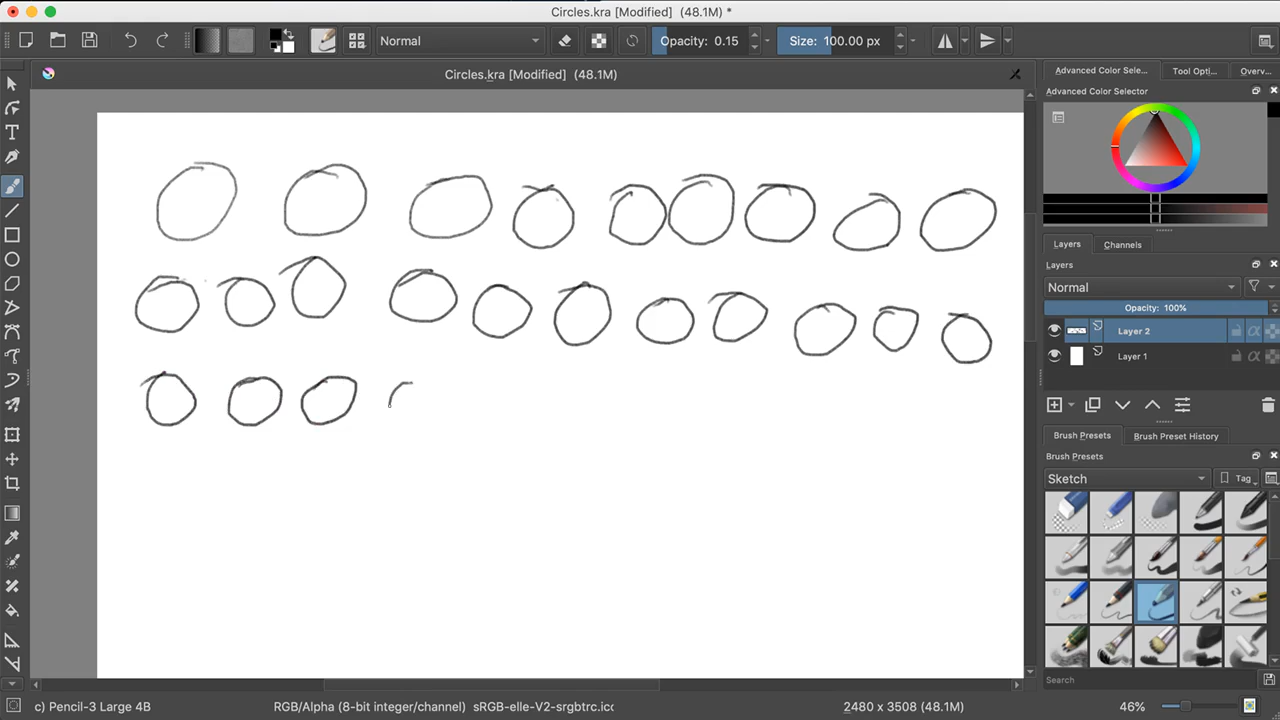 Circles.kra [Modified] (48.1M) *
Normal
Opacity: 0.15
Size: 100.00 px
Circles.kra [Modified] (48.1M)
Advanced Color Sele...
Tool Opti...
Overv...
Advanced Color Selector
Layers
Channels
Layers
Normal
Opacity: 100%
Layer 2
Layer 1
Brush Presets
Brush Preset History
Brush Presets
Sketch
Tag
Search
c) Pencil-3 Large 4B
RGB/Alpha (8-bit integer/channel) sRGB-elle-V2-srgbtrc.icc
2480 x 3508 (48.1M)
46%